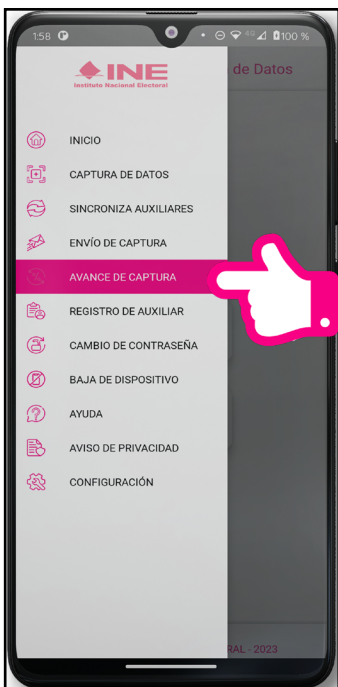 1:58 4G 100 %
INE
Instituto Nacional Electoral
de Datos
INICIO
CAPTURA DE DATOS
SINCRONIZA AUXILIARES
ENVÍO DE CAPTURA
AVANCE DE CAPTURA
REGISTRO DE AUXILIAR
CAMBIO DE CONTRASEÑA
BAJA DE DISPOSITIVO
AYUDA
AVISO DE PRIVACIDAD
CONFIGURACIÓN
RAL - 2023